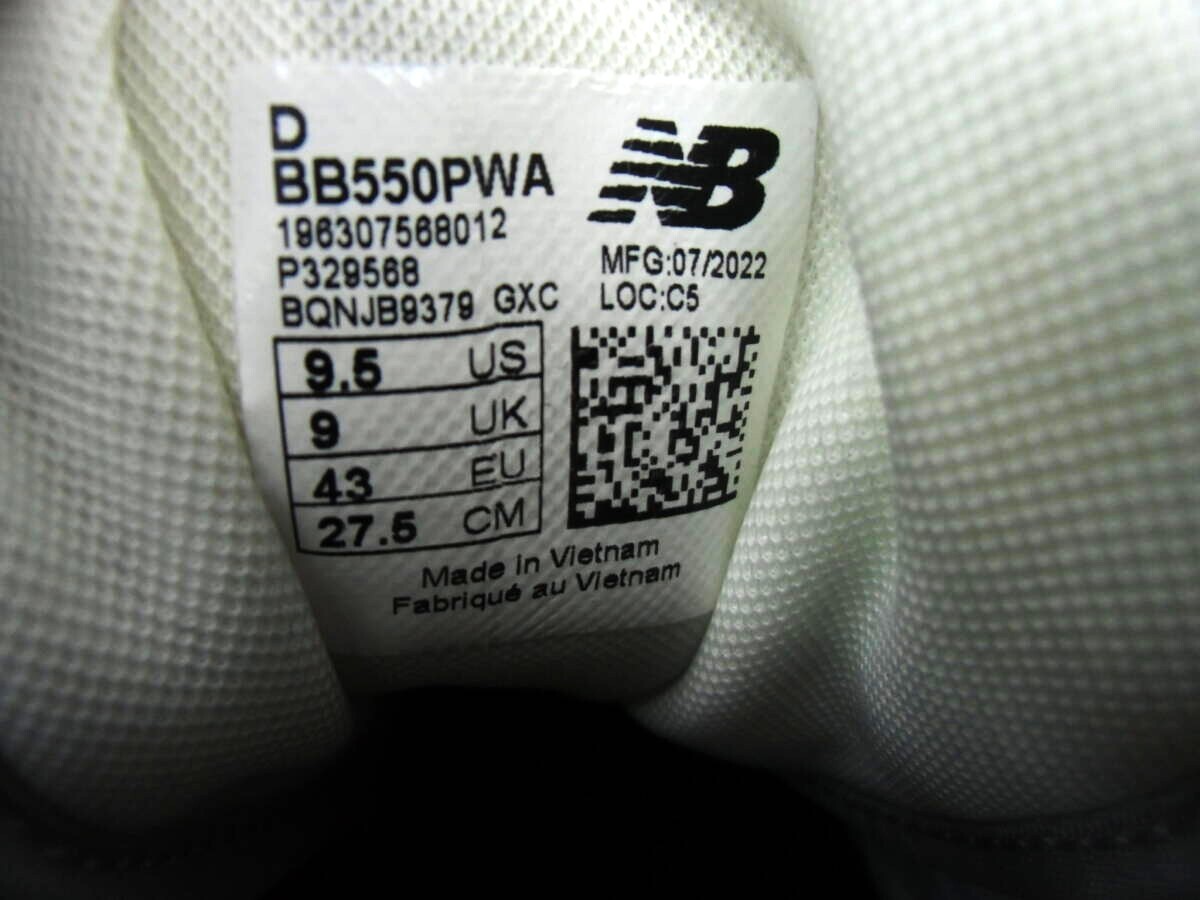 D
BB550PWA
196307568012
P329568
BQNJB9379 GXC
NB
MFG:07/2022
LOC:C5
9.5 US
9 UK
43 EU
27.5 CM
Made in Vietnam
Fabriqué au Vietnam